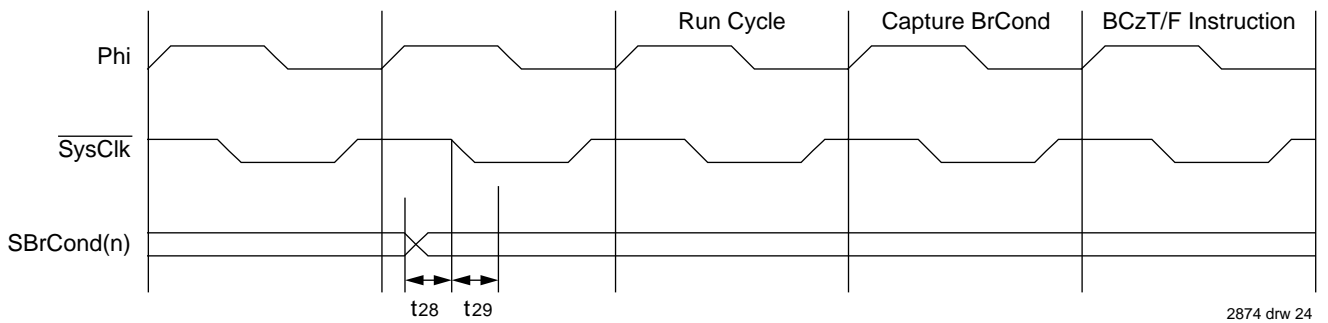 Run Cycle
Capture BrCond
BCzT/F Instruction
Phi
SysClk
SBrCond(n)
t28
t29
2874 drw 24